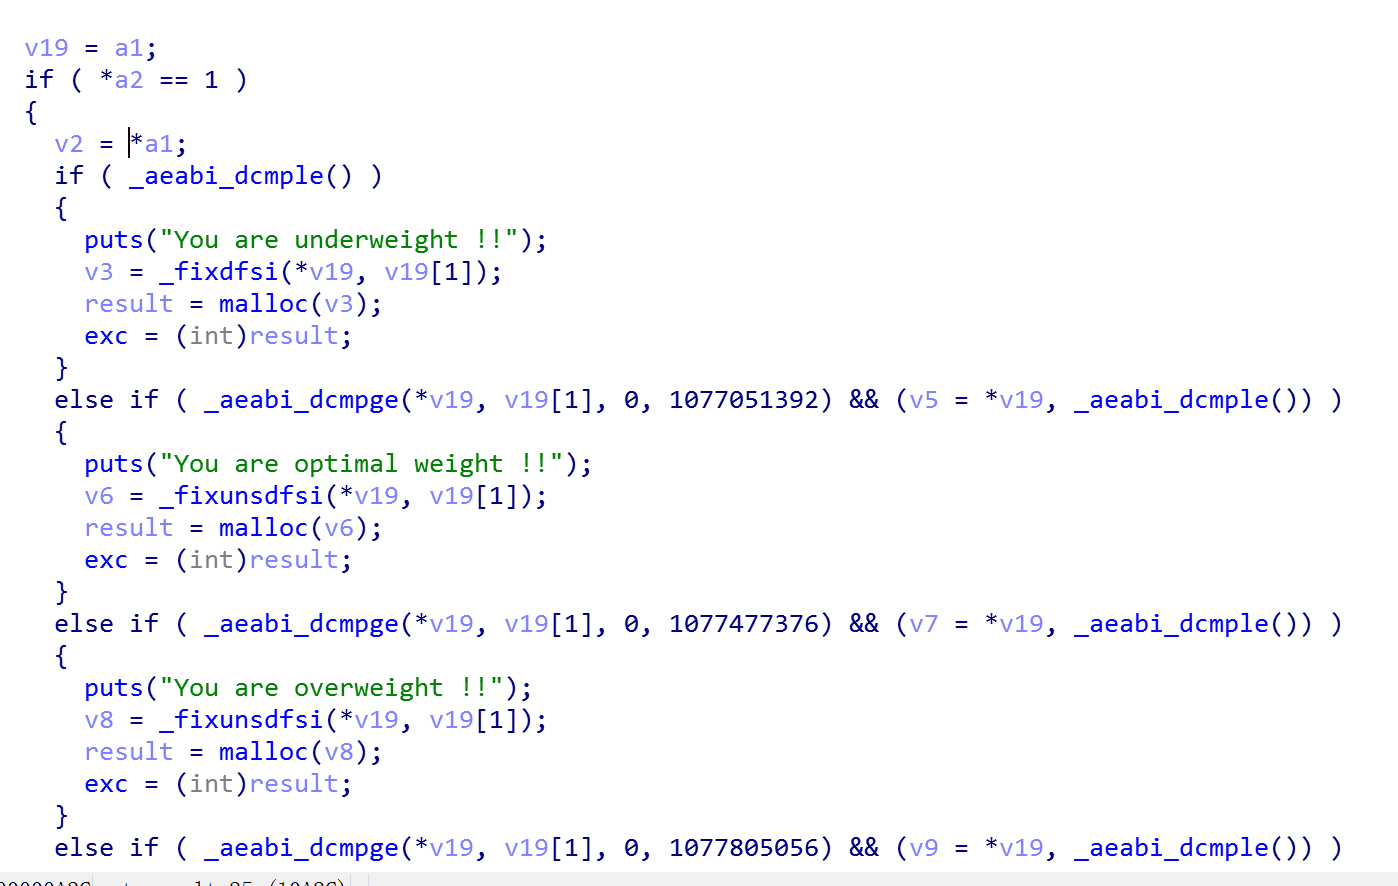 v19 = a1;
if ( *a2 == 1 )
{
v2 = *a1;
if ( _aeabi_dcmple() )
{
puts("You are underweight !!");
v3 = _fixdfsi(*v19, v19[1]);
result = malloc(v3);
exc = (int)result;
}
else if ( _aeabi_dcmpge(*v19, v19[1], 0, 1077051392) && (v5 = *v19, _aeabi_dcmple()) )
{
puts("You are optimal weight !!");
v6 = _fixunsdfsi(*v19, v19[1]);
result = malloc(v6);
exc = (int)result;
}
else if ( _aeabi_dcmpge(*v19, v19[1], 0, 1077477376) && (v7 = *v19, _aeabi_dcmple()) )
{
puts("You are overweight !!");
v8 = _fixunsdfsi(*v19, v19[1]);
result = malloc(v8);
exc = (int)result;
}
else if ( _aeabi_dcmpge(*v19, v19[1], 0, 1077805056) && (v9 = *v19, _aeabi_dcmple()) )